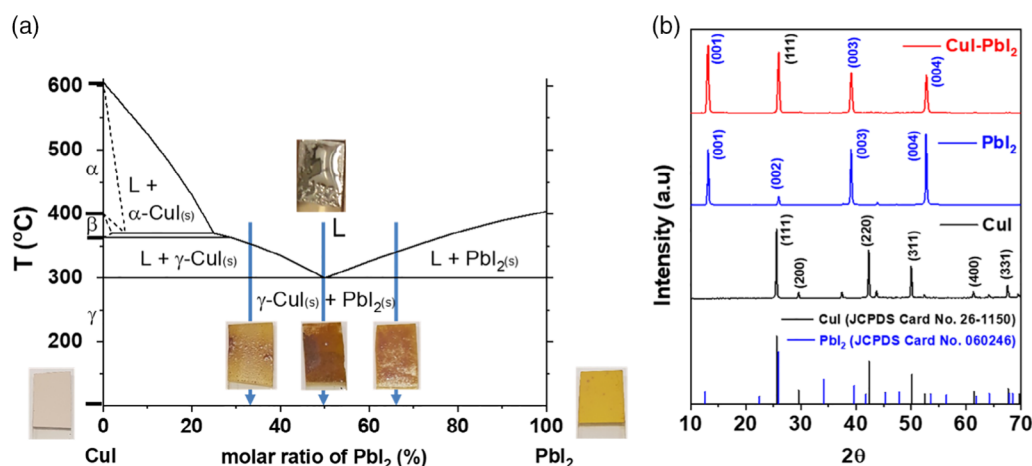 (a)
T (°C)
600
500
400
300
200
α
β
γ
L +
α-CuI(s)
L
L + γ-CuI(s)
L + PbI2(s)
γ-CuI(s) + PbI2(s)
0 20 40 60 80 100
CuI molar ratio of PbI2 (%) PbI2
(b)
Intensity (a.u)
(001)
(111)
(003)
(004)
CuI-PbI2
(001)
(002)
(003)
(004)
PbI2
(111)
(200)
(220)
(311)
(400)
(331)
CuI
CuI (JCPDS Card No. 26-1150)
PbI2 (JCPDS Card No. 060246)
10 20 30 40 50 60 70
2θ